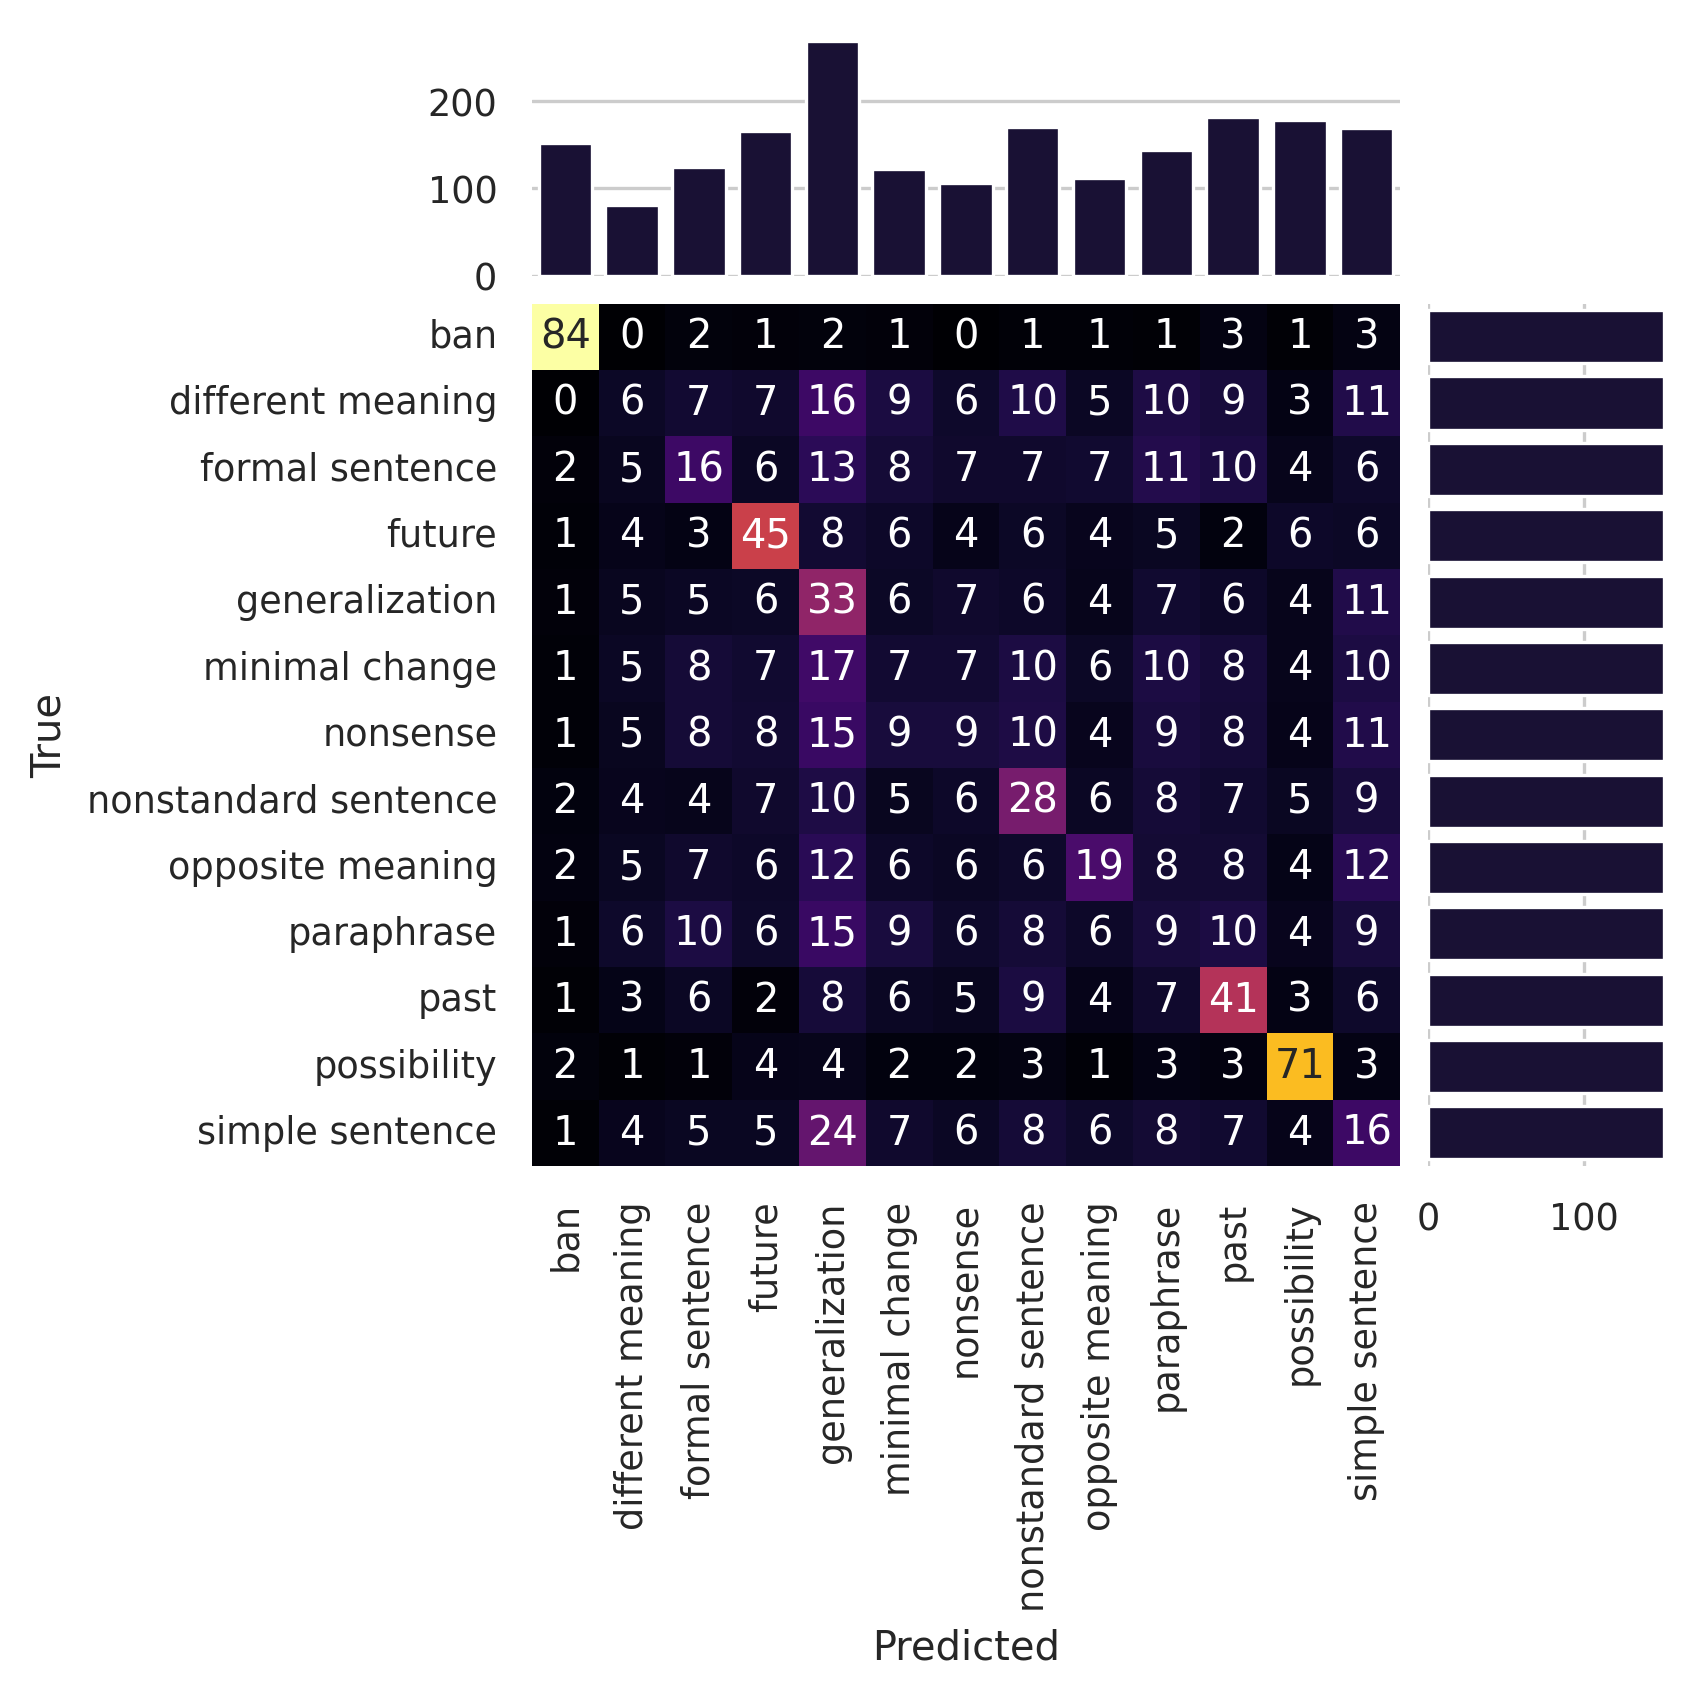 200
100
0
ban 84 0 2 1 2 1 0 1 1 1 3 1 3
different meaning 0 6 7 7 16 9 6 10 5 10 9 3 11
formal sentence 2 5 16 6 13 8 7 7 7 11 10 4 6
future 1 4 3 45 8 6 4 6 4 5 2 6 6
generalization 1 5 5 6 33 6 7 6 4 7 6 4 11
minimal change 1 5 8 7 17 7 7 10 6 10 8 4 10
nonsense 1 5 8 8 15 9 9 10 4 9 8 4 11
nonstandard sentence 2 4 4 7 10 5 6 28 6 8 7 5 9
opposite meaning 2 5 7 6 12 6 6 6 19 8 8 4 12
paraphrase 1 6 10 6 15 9 6 8 6 9 10 4 9
past 1 3 6 2 8 6 5 9 4 7 41 3 6
possibility 2 1 1 4 4 2 2 3 1 3 3 71 3
simple sentence 1 4 5 5 24 7 6 8 6 8 7 4 16
True
0 100
ban
different meaning
formal sentence
future
generalization
minimal change
nonsense
nonstandard sentence
opposite meaning
paraphrase
past
possibility
simple sentence
Predicted